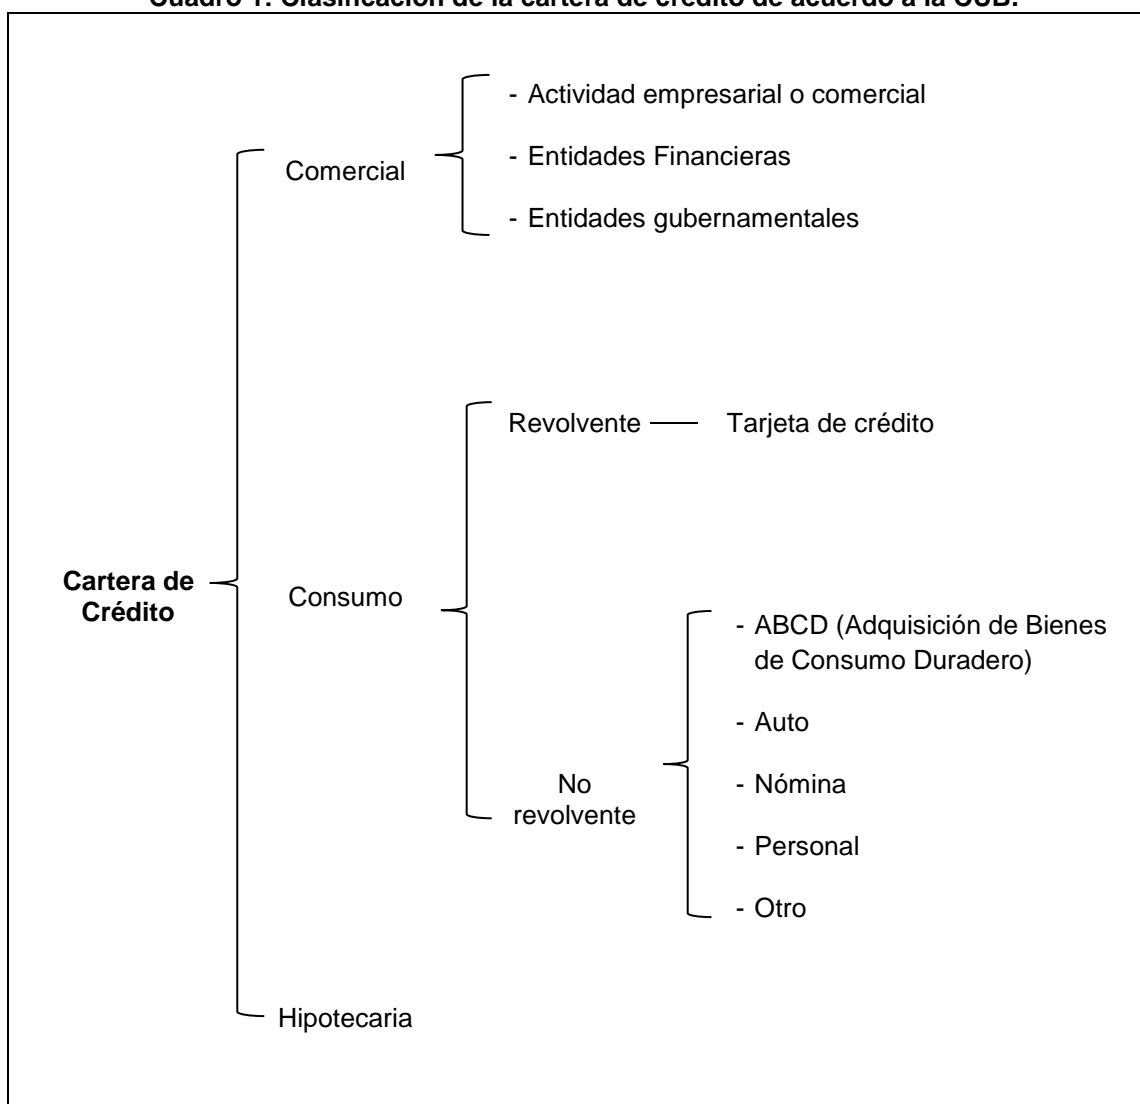 Cuadro 1. Clasificación de la cartera de crédito de acuerdo a la CUB.
- Actividad empresarial o comercial
Comercial
- Entidades Financieras
- Entidades gubernamentales
Revolvente
Tarjeta de crédito
Cartera de
Crédito
Consumo
- ABCD (Adquisición de Bienes
de Consumo Duradero)
- Auto
No
revolvente
- Nómina
- Personal
- Otro
Hipotecaria